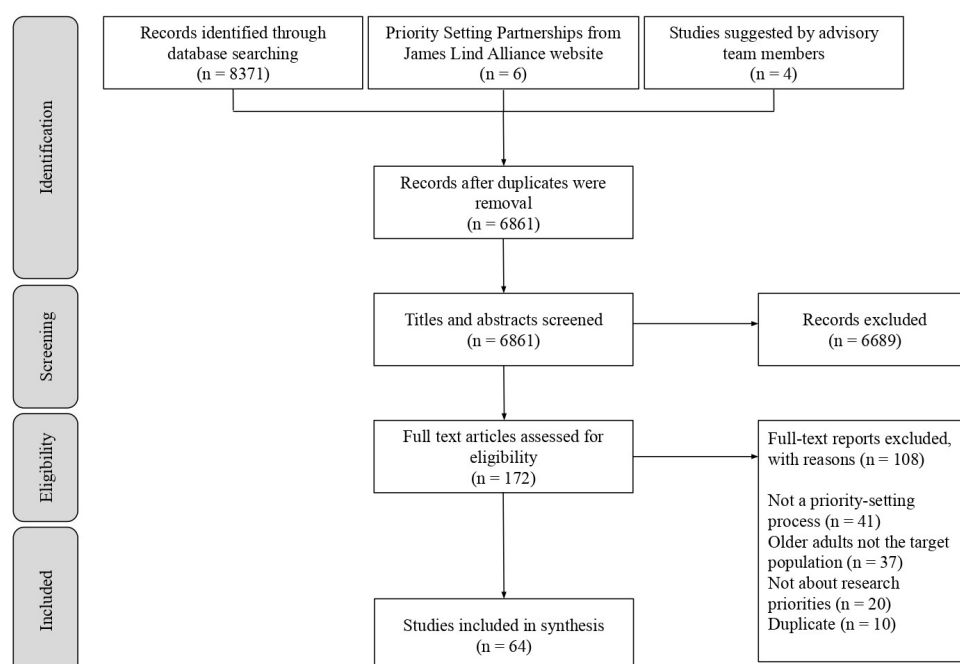 Identification
Records identified through
database searching
(n = 8371)
Priority Setting Partnerships from
James Lind Alliance website
(n = 6)
Studies suggested by advisory
team members
(n = 4)
Records after duplicates were
removal
(n = 6861)
Screening
Titles and abstracts screened
(n = 6861)
Records excluded
(n = 6689)
Eligibility
Full text articles assessed for
eligibility
(n = 172)
Full-text reports excluded,
with reasons (n = 108)
Not a priority-setting
process (n = 41)
Older adults not the target
population (n = 37)
Not about research
priorities (n = 20)
Duplicate (n = 10)
Included
Studies included in synthesis
(n = 64)